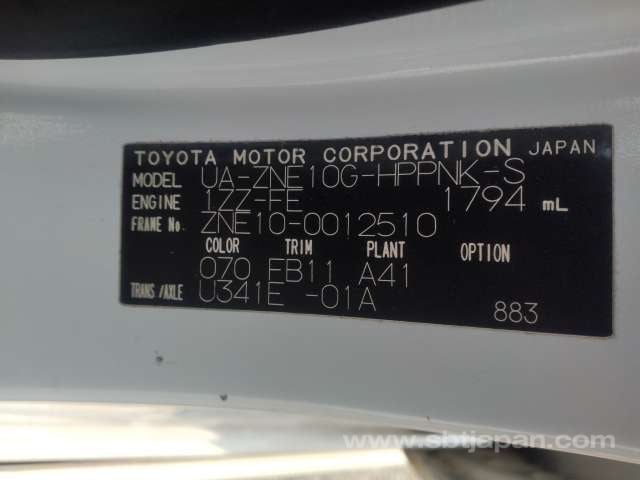 TOYOTA MOTOR CORPORATION JAPAN
MODEL UA-ZNE10G-HPPNK-S
ENGINE 1ZZ-FE 1794 mL
FRAME No. ZNE10-0012510
COLOR TRIM PLANT OPTION
070 FB11 A41
TRANS/AXLE U341E -01A
883
www.sbtjapan.com